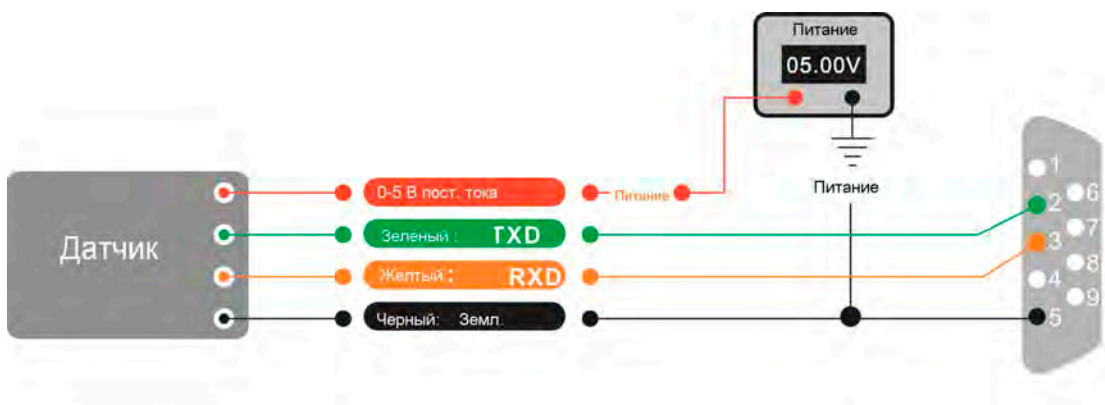 Питание
05.00V
Питание
Датчик
0-5 В пост. тока
Питание
Зеленый : TXD
Желтый : RXD
Черный: Земл.
1
2
3
4
5
6
7
8
9